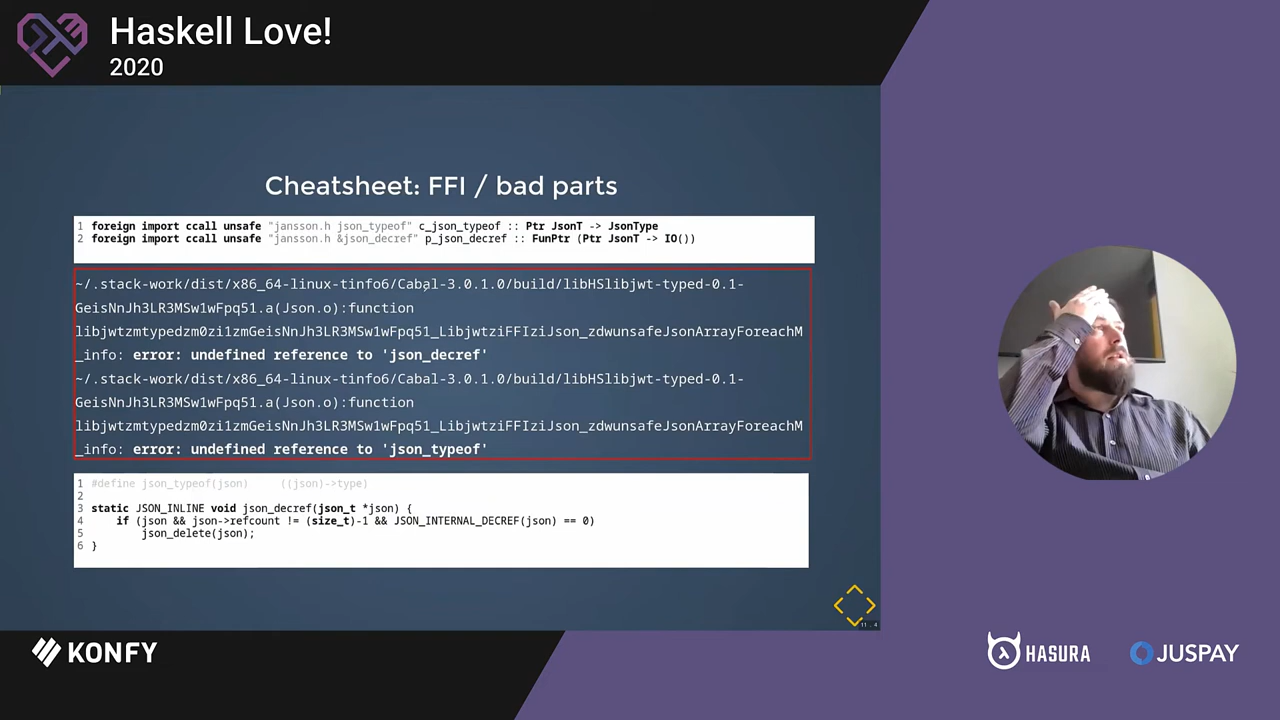 Haskell Love!
2020
Cheatsheet: FFI / bad parts
1 foreign import ccall unsafe "jansson.h json_typeof" c_json_typeof :: Ptr JsonT -> JsonType
2 foreign import ccall unsafe "jansson.h &json_decref" p_json_decref :: FunPtr (Ptr JsonT -> IO())
~/.stack-work/dist/x86_64-linux-tinfo6/Cabal-3.0.1.0/build/libHSlibjwt-typed-0.1-
GeisNnJh3LR3MSw1wFpq51.a(Json.o):function
libjwtzmtypedzm0zi1zmGeisNnJh3LR3MSw1wFpq51_LibjwtziFFIziJson_zdwunsafeJsonArrayForeachM
_info: error: undefined reference to 'json_decref'
~/.stack-work/dist/x86_64-linux-tinfo6/Cabal-3.0.1.0/build/libHSlibjwt-typed-0.1-
GeisNnJh3LR3MSw1wFpq51.a(Json.o):function
libjwtzmtypedzm0zi1zmGeisNnJh3LR3MSw1wFpq51_LibjwtziFFIziJson_zdwunsafeJsonArrayForeachM
_info: error: undefined reference to 'json_typeof'
1 #define json_typeof(json) ((json)->type)
2
3 static JSON_INLINE void json_decref(json_t *json) {
4 if (json && json->refcount != (size_t)-1 && JSON_INTERNAL_DECREF(json) == 0)
5 json_delete(json);
6 }
11 . 4
KONFY
HASURA
JUSPAY